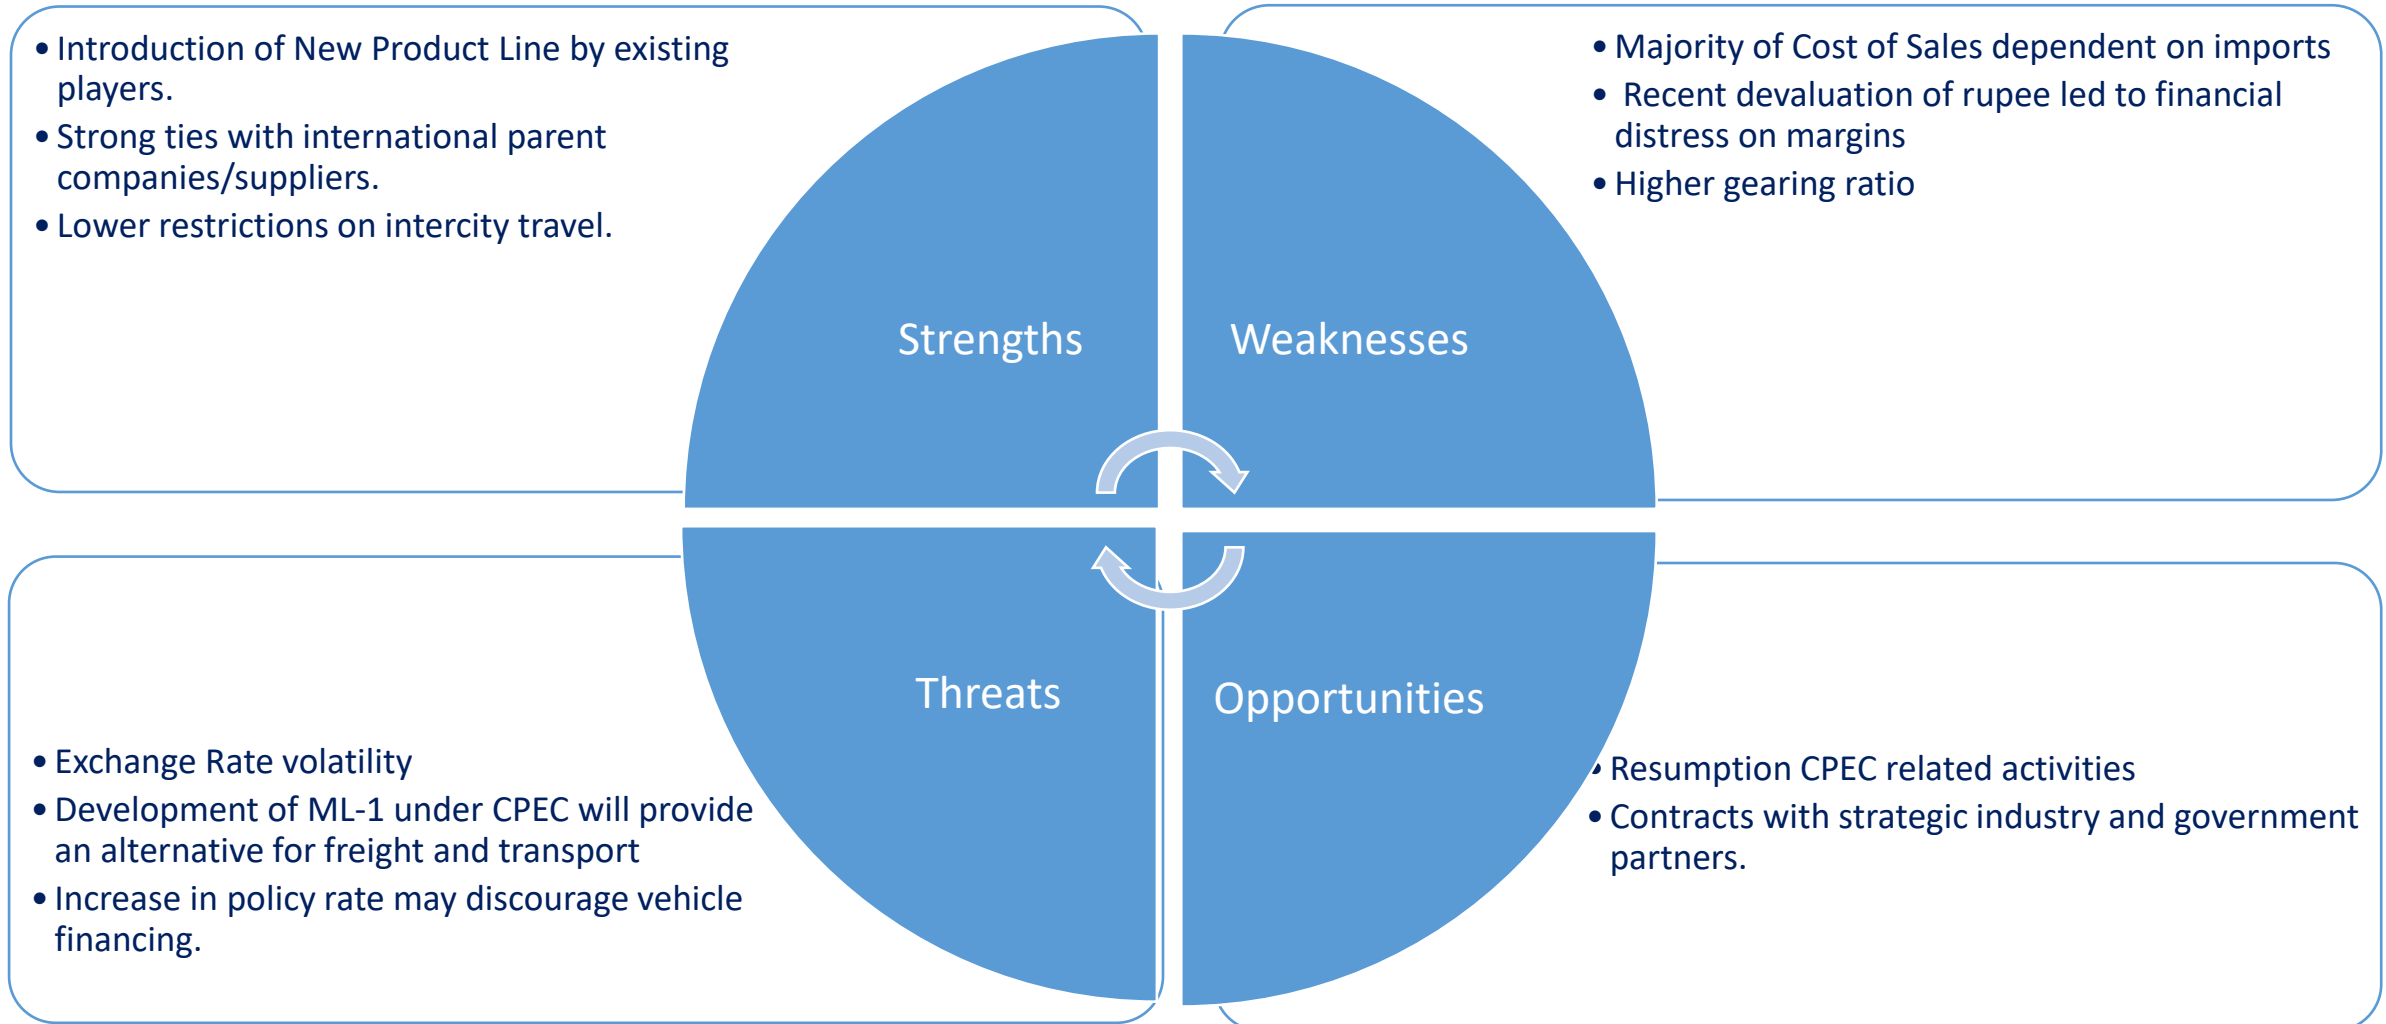 • Introduction of New Product Line by existing
players.
• Strong ties with international parent
companies/suppliers.
• Lower restrictions on intercity travel.
Strengths
• Majority of Cost of Sales dependent on imports
• Recent devaluation of rupee led to financial
distress on margins
• Higher gearing ratio
Weaknesses
Threats
• Exchange Rate volatility
• Development of ML-1 under CPEC will provide
an alternative for freight and transport
• Increase in policy rate may discourage vehicle
financing.
Opportunities
• Resumption CPEC related activities
• Contracts with strategic industry and government
partners.